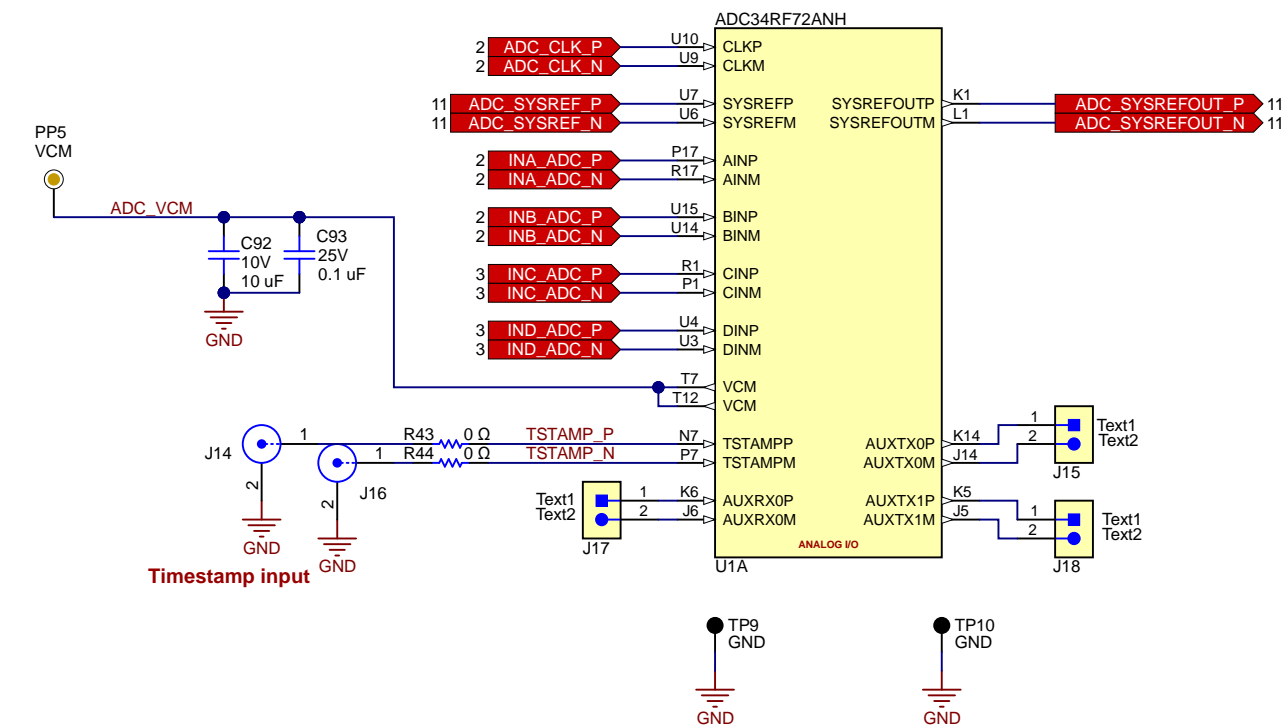 ADC34RF72ANH
2 ADC_CLK_P U10 CLKP
2 ADC_CLK_N U9 CLKM
11 ADC_SYSREF_P U7 SYSREFP SYSREFOUTP K1 ADC_SYSREFOUT_P 11
11 ADC_SYSREF_N U6 SYSREFM SYSREFOUTM L1 ADC_SYSREFOUT_N 11
PP5
VCM
2 INA_ADC_P P17 AINP
2 INA_ADC_N R17 AINM
ADC_VCM
2 INB_ADC_P U15 BINP
2 INB_ADC_N U14 BINM
C92
10V
10 uF
C93
25V
0.1 uF
GND
3 INC_ADC_P R1 CINP
3 INC_ADC_N P1 CINM
3 IND_ADC_P U4 DINP
3 IND_ADC_N U3 DINM
T7 VCM
T12 VCM
J14 1 R43 0 Ω TSTAMP_P N7 TSTAMPP AUXTX0P K14 1 Text1
J16 1 R44 0 Ω TSTAMP_N P7 TSTAMPM AUXTX0M J14 2 Text2
J15
2
GND
2
GND
Text1 1 K6 AUXRX0P AUXTX1P K5 1 Text1
Text2 2 J6 AUXRX0M AUXTX1M J5 2 Text2
J17
ANALOG I/O
J18
U1A
Timestamp input
TP9
GND
GND
TP10
GND
GND